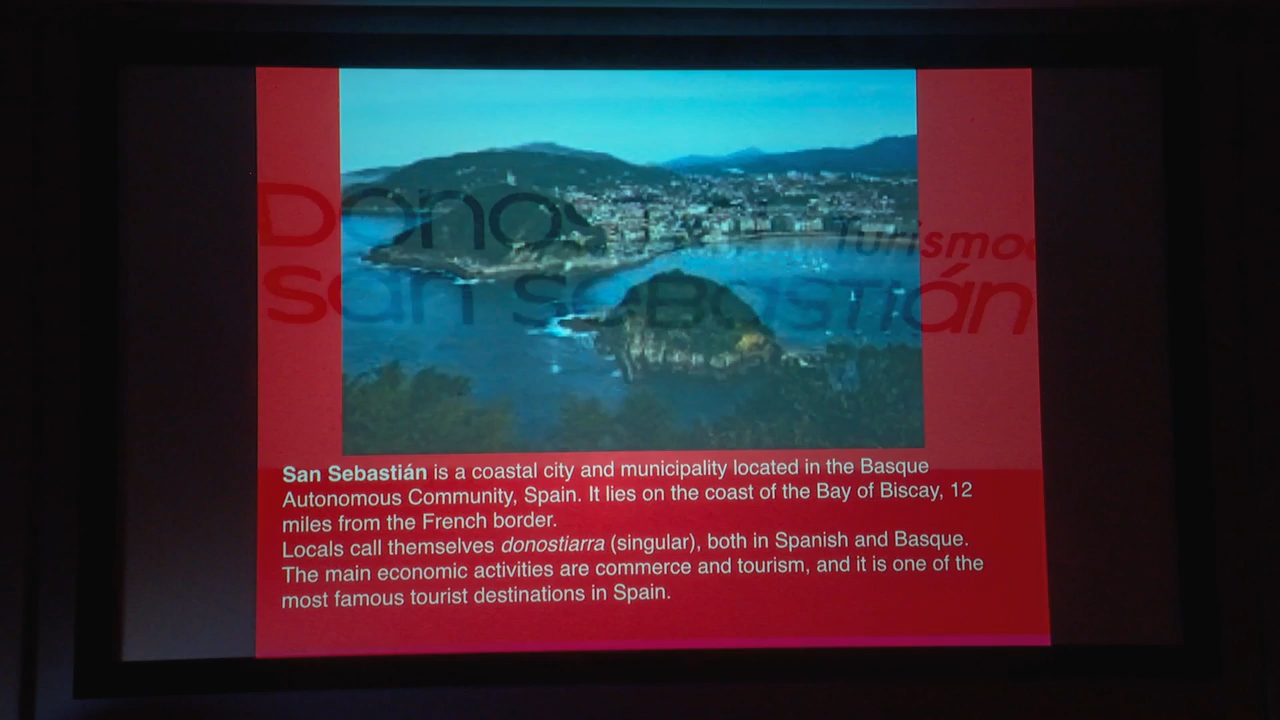 Donos
Turismo
san sebastián
San Sebastián is a coastal city and municipality located in the Basque
Autonomous Community, Spain. It lies on the coast of the Bay of Biscay, 12
miles from the French border.
Locals call themselves donostiarra (singular), both in Spanish and Basque.
The main economic activities are commerce and tourism, and it is one of the
most famous tourist destinations in Spain.